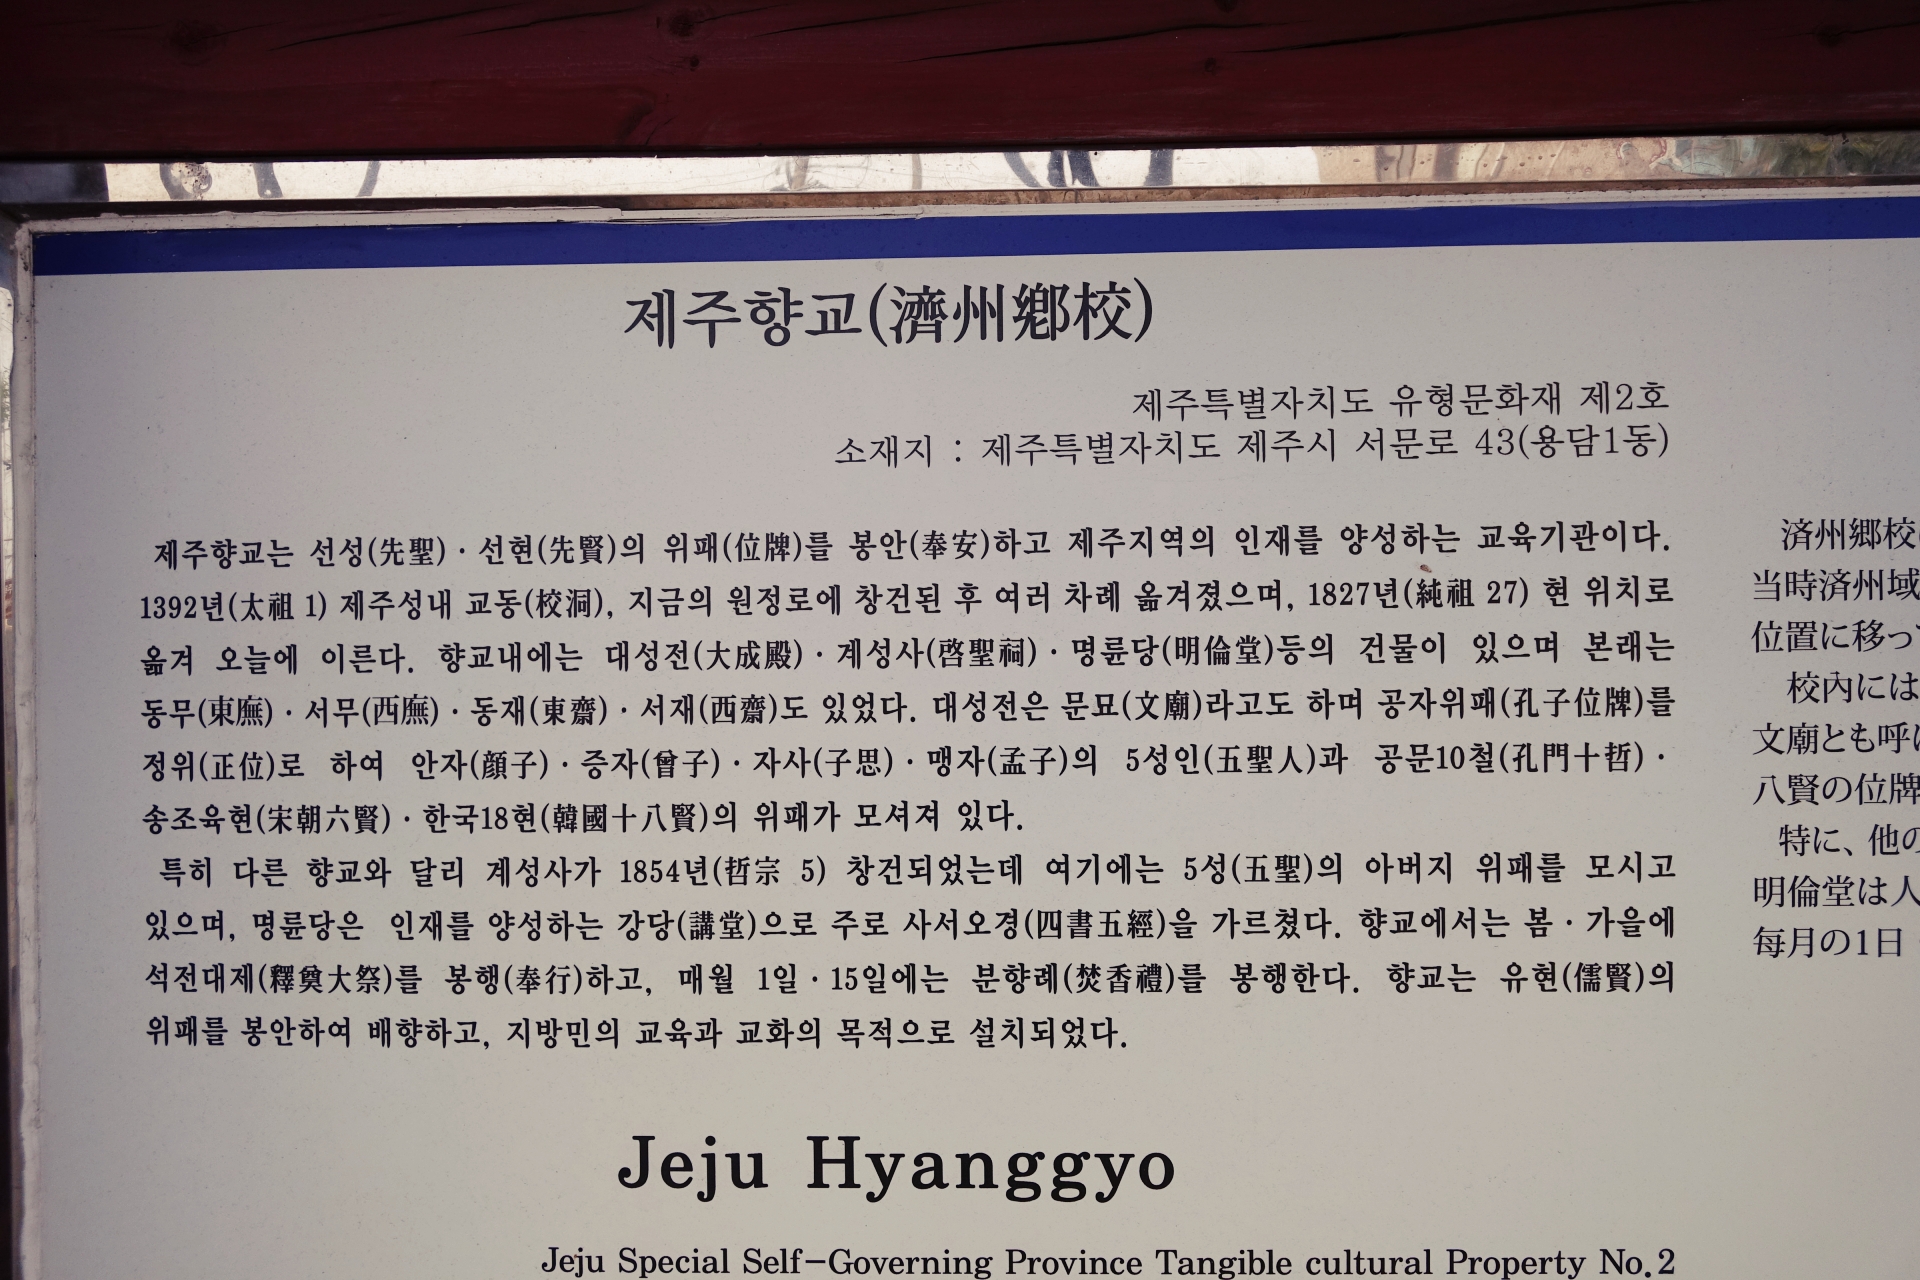 제주향교(濟州鄕校)
제주특별자치도 유형문화재 제2호
소재지 : 제주특별자치도 제주시 서문로 43(용담1동)
제주향교는 선성(先聖)·선현(先賢)의 위패(位牌)를 봉안(奉安)하고 제주지역의 인재를 양성하는 교육기관이다.
1392년(太祖 1) 제주성내 교동(校洞), 지금의 원정로에 창건된 후 여러 차례 옮겨졌으며, 1827년(純祖 27) 현 위치로
옮겨 오늘에 이른다. 향교내에는 대성전(大成殿)·계성사(啓聖祠)·명륜당(明倫堂)등의 건물이 있으며 본래는
동무(東廡)·서무(西廡)·동재(東齋)·서재(西齋)도 있었다. 대성전은 문묘(文廟)라고도 하며 공자위패(孔子位牌)를
정위(正位)로 하여 안자(顔子)·증자(曾子)·자사(子思)·맹자(孟子)의 5성인(五聖人)과 공문10철(孔門十哲)·
송조육현(宋朝六賢)·한국18현(韓國十八賢)의 위패가 모셔져 있다.
특히 다른 향교와 달리 계성사가 1854년(哲宗 5) 창건되었는데 여기에는 5성(五聖)의 아버지 위패를 모시고
있으며, 명륜당은 인재를 양성하는 강당(講堂)으로 주로 사서오경(四書五經)을 가르쳤다. 향교에서는 봄·가을에
석전대제(釋奠大祭)를 봉행(奉行)하고, 매월 1일·15일에는 분향례(焚香禮)를 봉행한다. 향교는 유현(儒賢)의
위패를 봉안하여 배향하고, 지방민의 교육과 교화의 목적으로 설치되었다.
Jeju Hyanggyo
Jeju Special Self-Governing Province Tangible cultural Property No.2
済州郷校
当時済州域
位置に移っ
校内には
文廟とも呼
八賢の位牌
特に、他の
明倫堂は人
毎月の1日